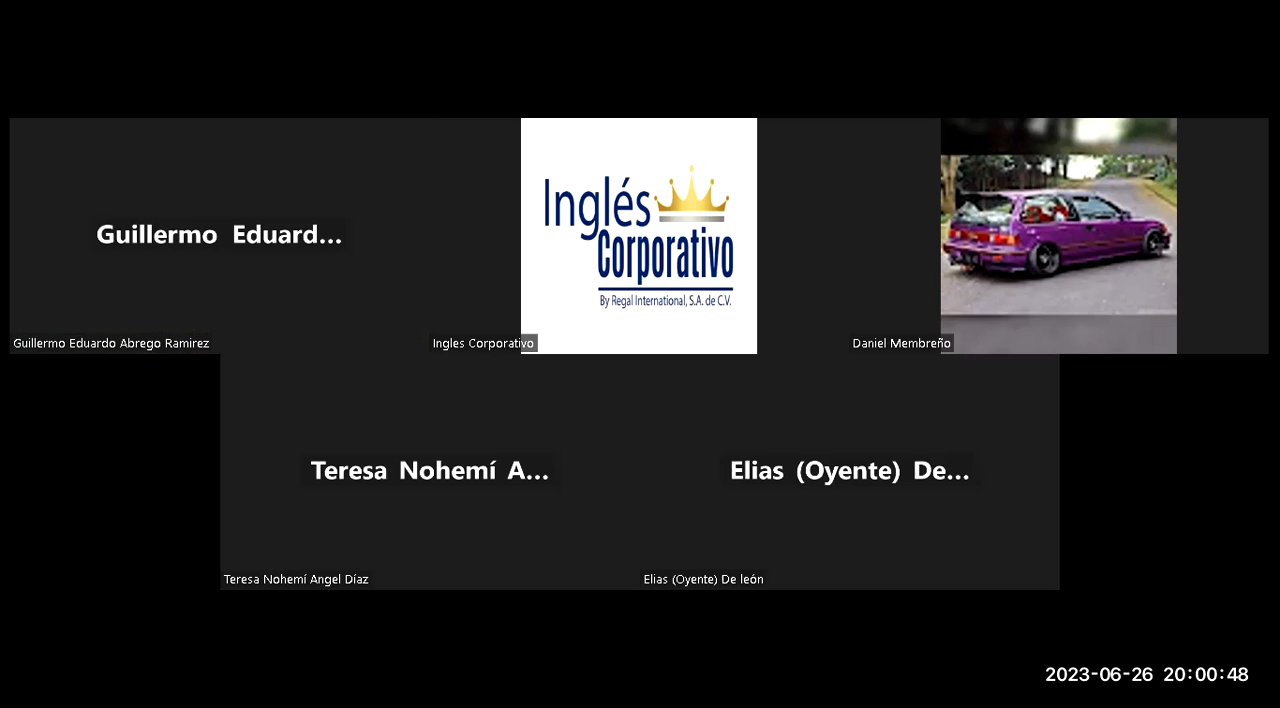 Guillermo Eduard...
Inglés
Corporativo
By Regal International, S.A. de C.V.
Guillermo Eduardo Abrego Ramirez
Ingles Corporativo
Daniel Membreño
Teresa Nohemí A...
Elias (Oyente) De...
Teresa Nohemí Angel Díaz
Elias (Oyente) De león
2023-06-26 20:00:48